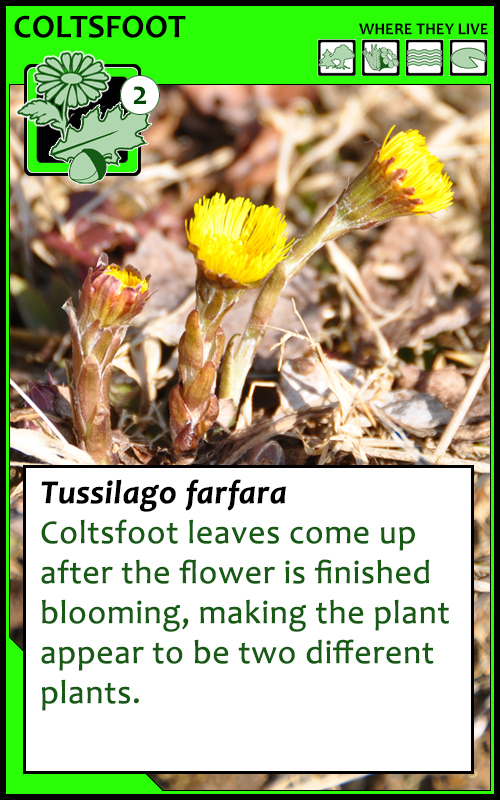 COLTSFOOT
WHERE THEY LIVE
2
Tussilago farfara
Coltsfoot leaves come up
after the flower is finished
blooming, making the plant
appear to be two different
plants.